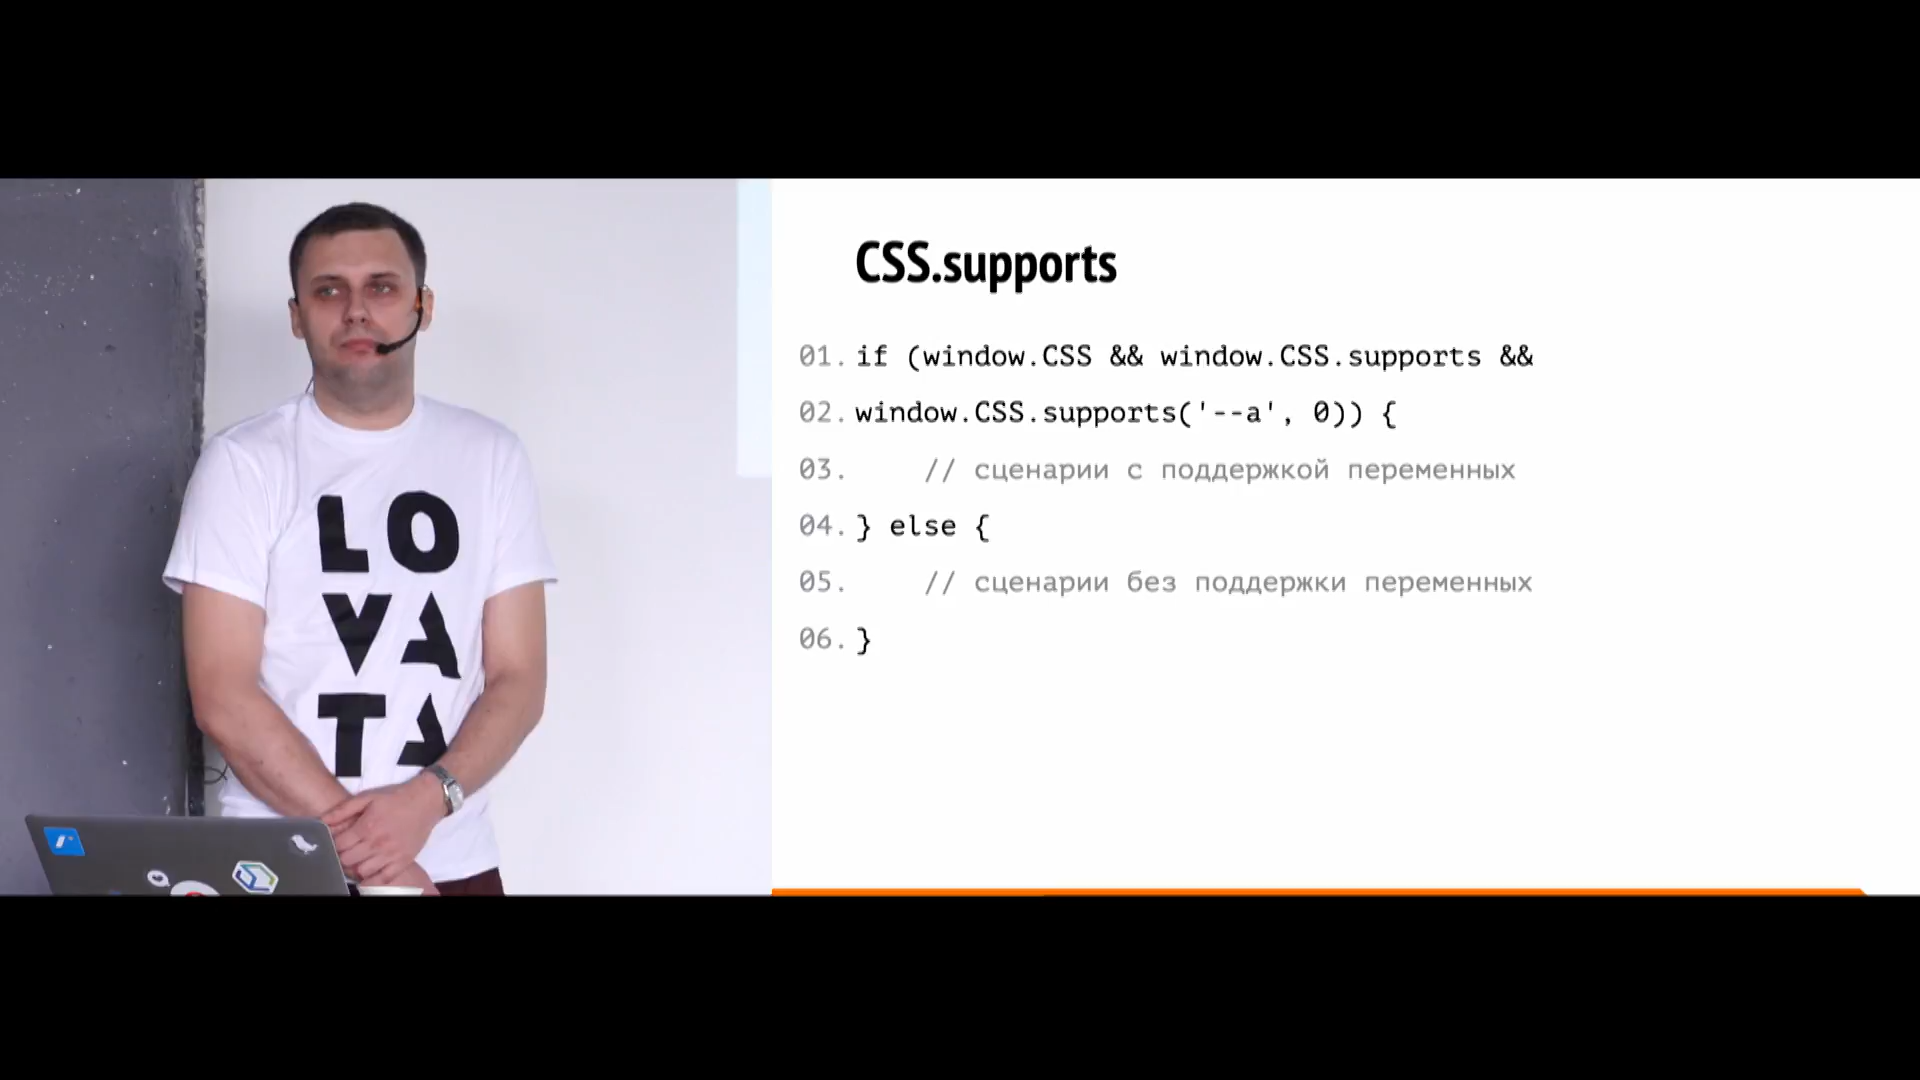 LO
VA
TA
CSS.supports
01. if (window.CSS && window.CSS.supports &&
02. window.CSS.supports('--a', 0)) {
03. // сценарии с поддержкой переменных
04. } else {
05. // сценарии без поддержки переменных
06. }